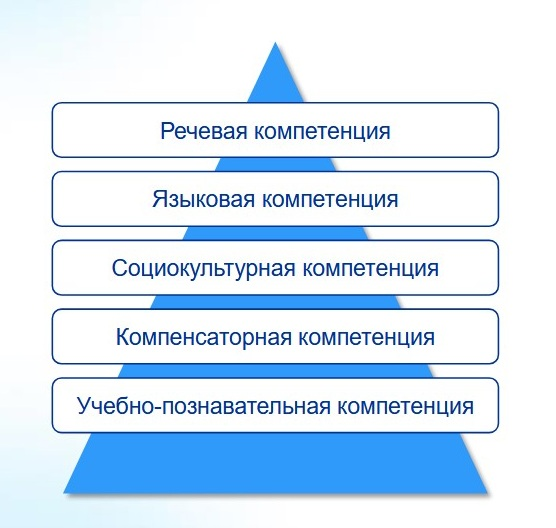 Речевая компетенция
Языковая компетенция
Социокультурная компетенция
Компенсаторная компетенция
Учебно-познавательная компетенция